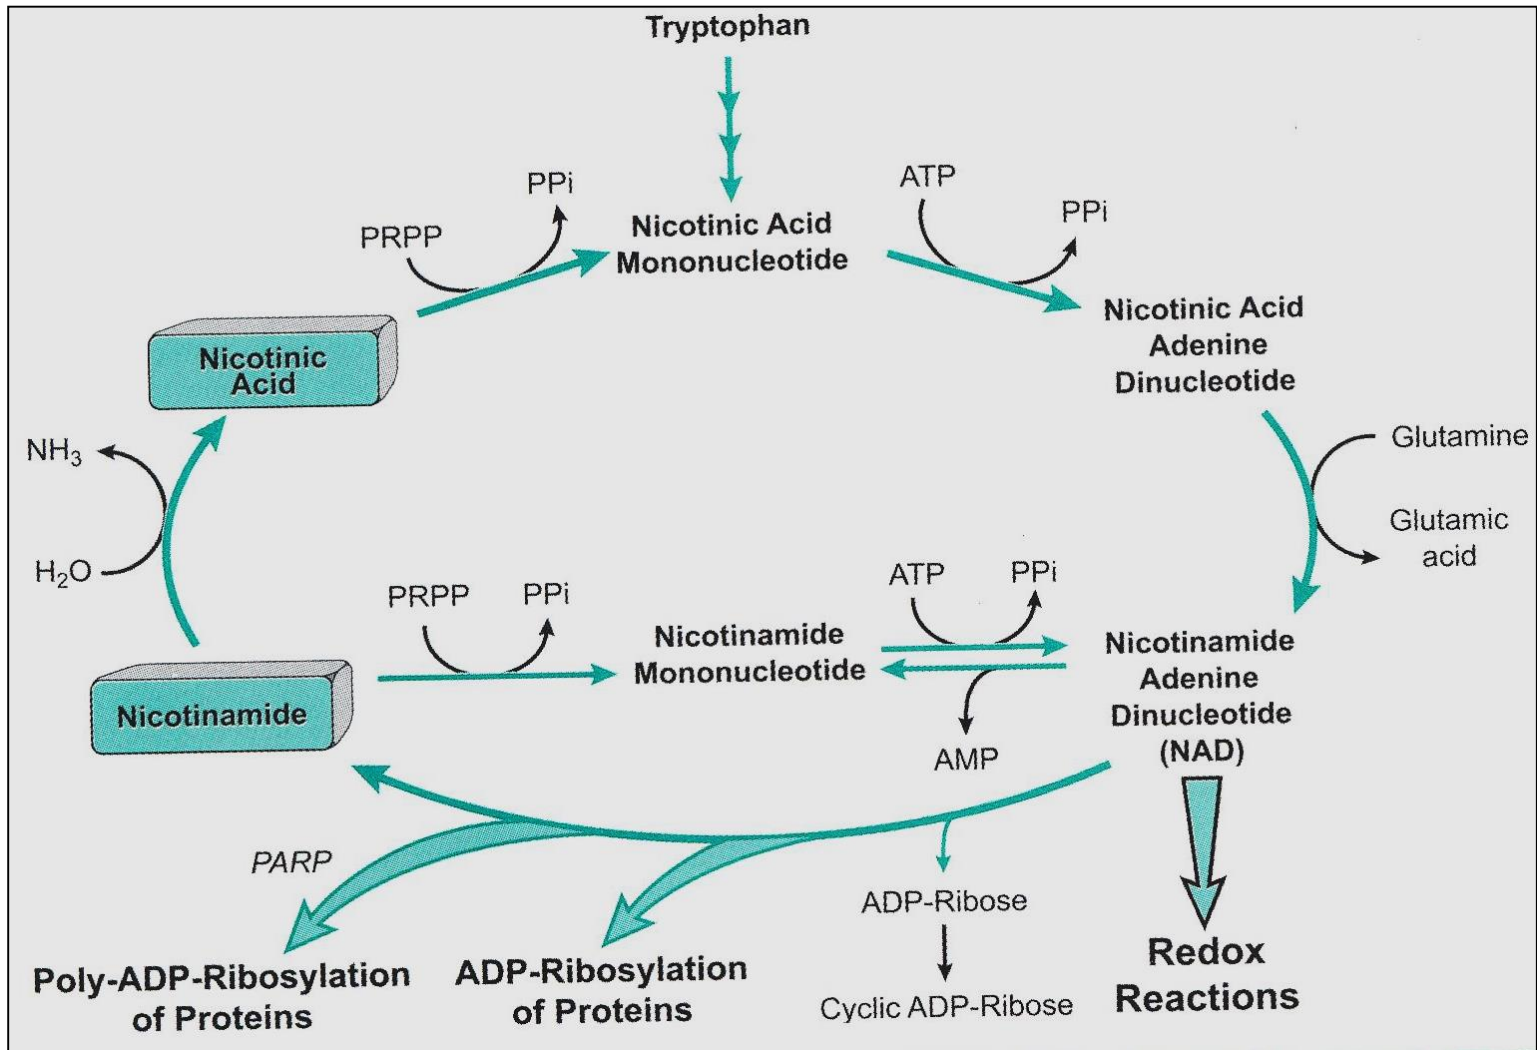 Tryptophan
PPi
ATP
PRPP
Nicotinic Acid
Mononucleotide
PPi
Nicotinic
Acid
Nicotinic Acid
Adenine
Dinucleotide
NH3
Glutamine
H2O
Glutamic
acid
PRPP
PPi
ATP
PPi
Nicotinamide
Mononucleotide
Nicotinamide
Adenine
Dinucleotide
(NAD)
Nicotinamide
AMP
PARP
ADP-Ribose
Redox
Reactions
Poly-ADP-Ribosylation
of Proteins
ADP-Ribosylation
of Proteins
Cyclic ADP-Ribose